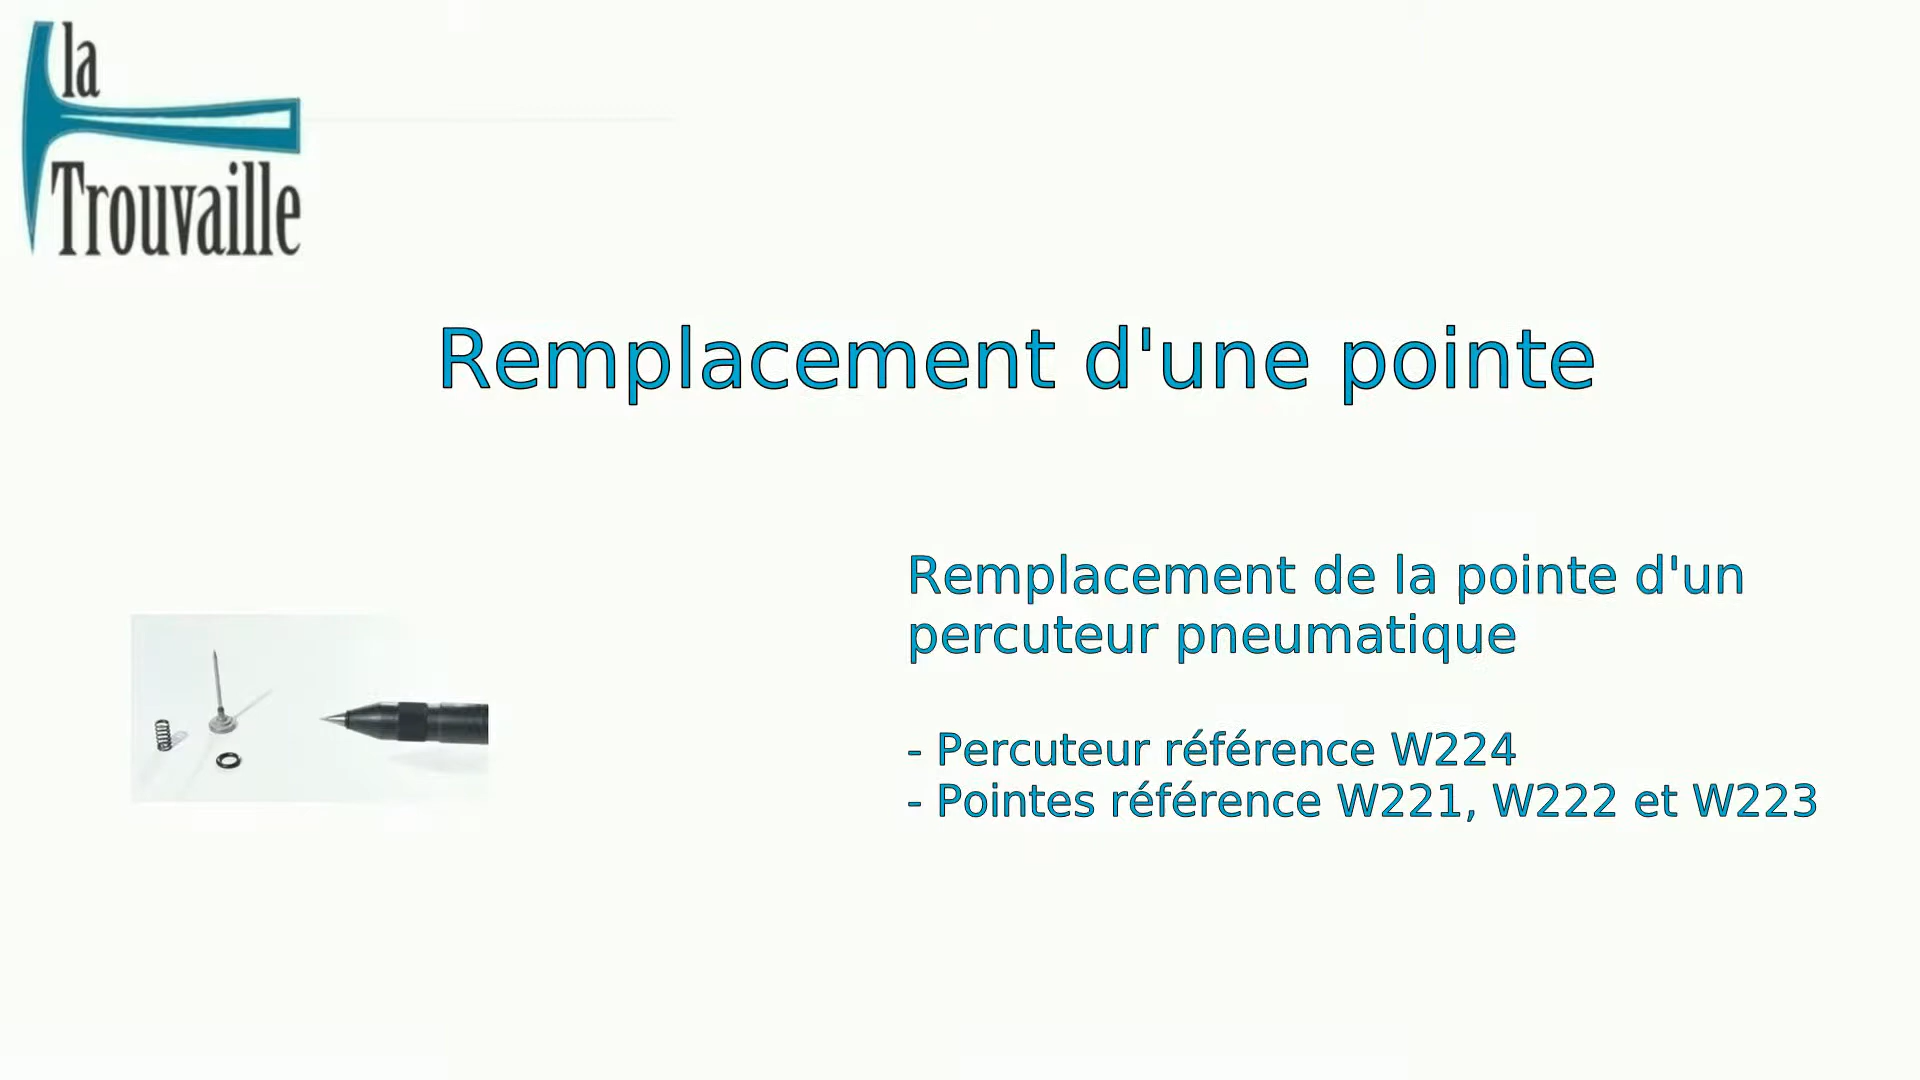 la
Trouvaille
Remplacement d'une pointe
Remplacement de la pointe d'un
percuteur pneumatique
- Percuteur référence W224
- Pointes référence W221, W222 et W223